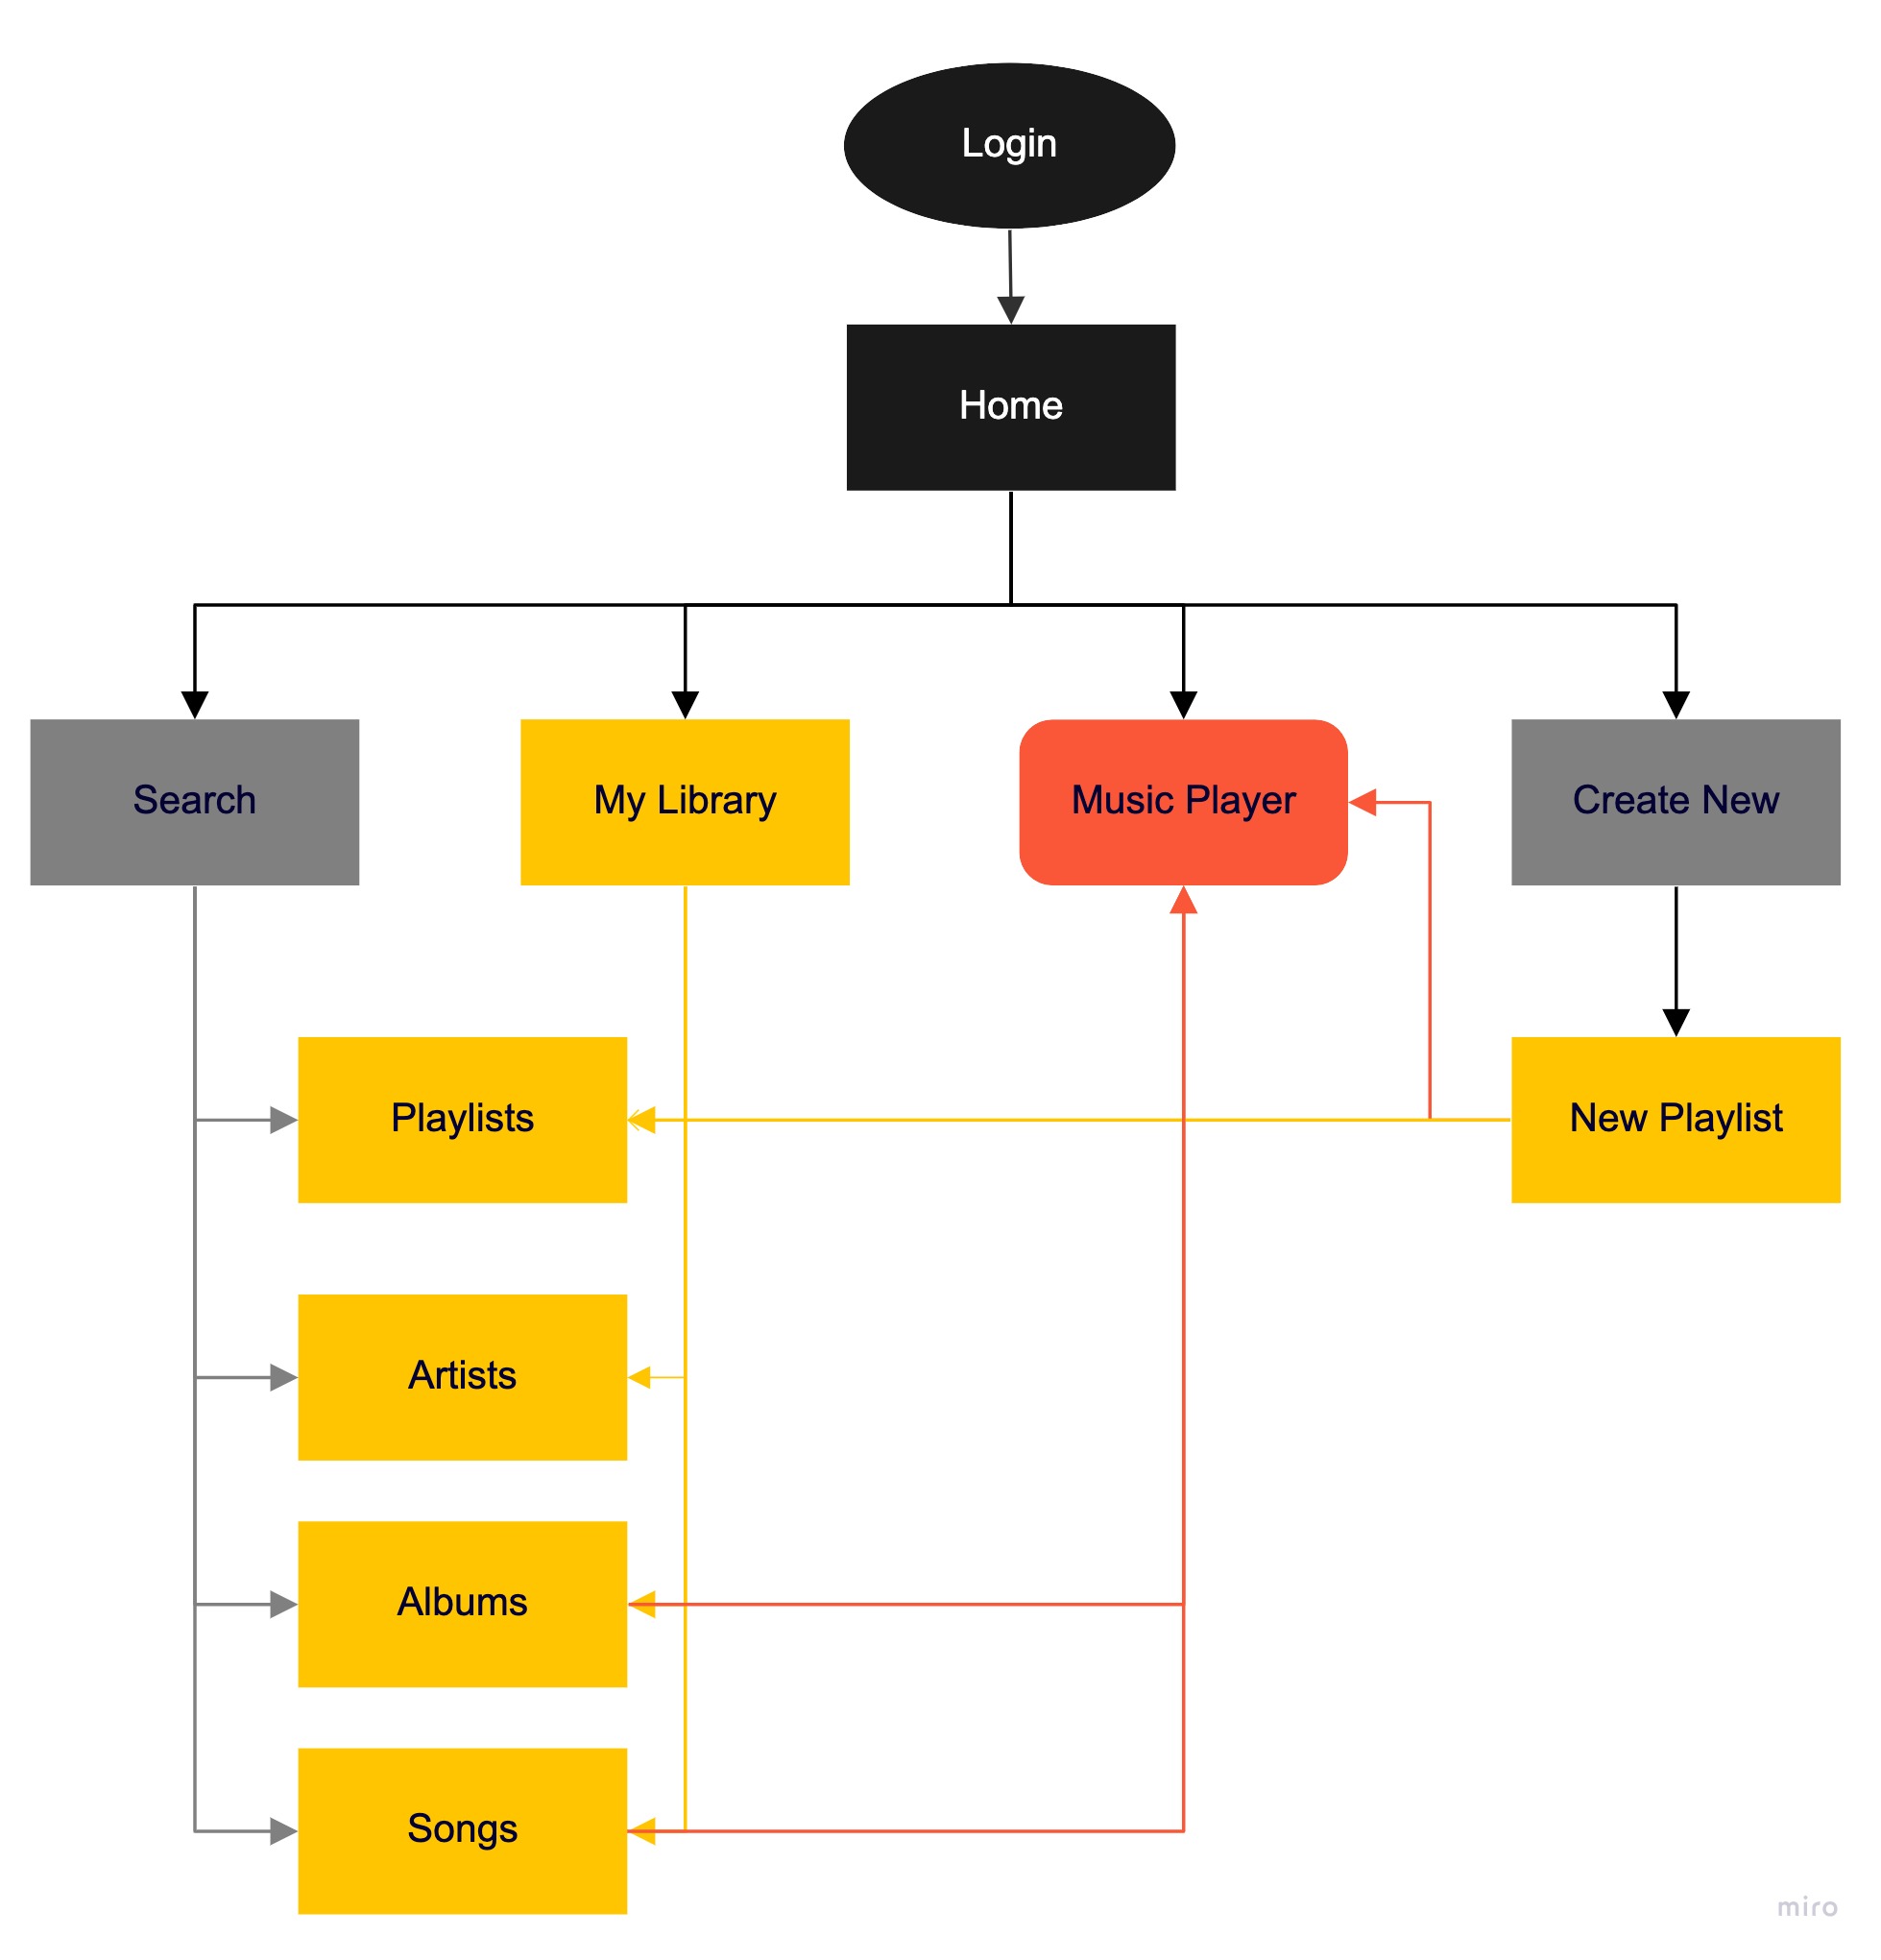 Login
Home
Search
My Library
Music Player
Create New
Playlists
New Playlist
Artists
Albums
Songs
miro